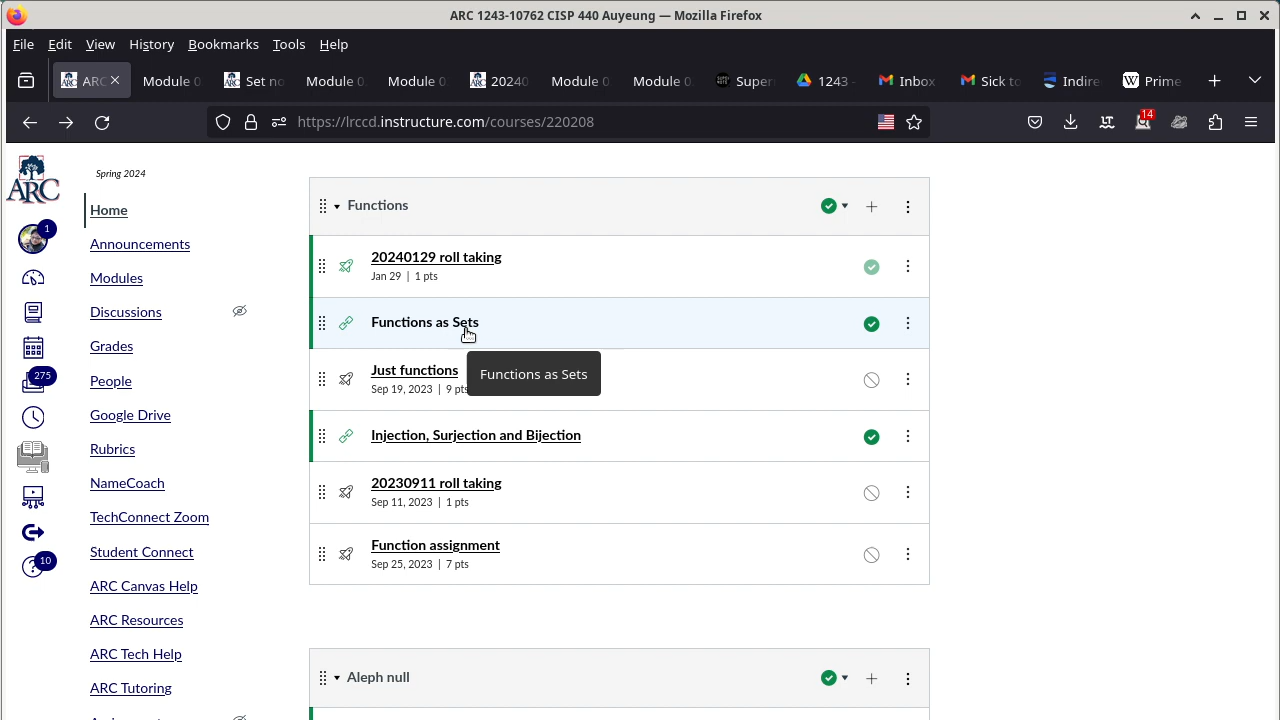 ARC 1243-10762 CISP 440 Auyeung — Mozilla Firefox
File Edit View History Bookmarks Tools Help
ARC Module 0 Set no Module 0 Module 0 20240 Module 0 Module 0 Super 1243 - Inbox Sick to Indire Prime
https://lrccd.instructure.com/courses/220208
14
ARC
Spring 2024
1
275
10
Home
Announcements
Modules
Discussions
Grades
People
Google Drive
Rubrics
NameCoach
TechConnect Zoom
Student Connect
ARC Canvas Help
ARC Resources
ARC Tech Help
ARC Tutoring
Functions
20240129 roll taking
Jan 29 | 1 pts
Functions as Sets
Functions as Sets
Just functions
Sep 19, 2023 | 9 pts
Injection, Surjection and Bijection
20230911 roll taking
Sep 11, 2023 | 1 pts
Function assignment
Sep 25, 2023 | 7 pts
Aleph null